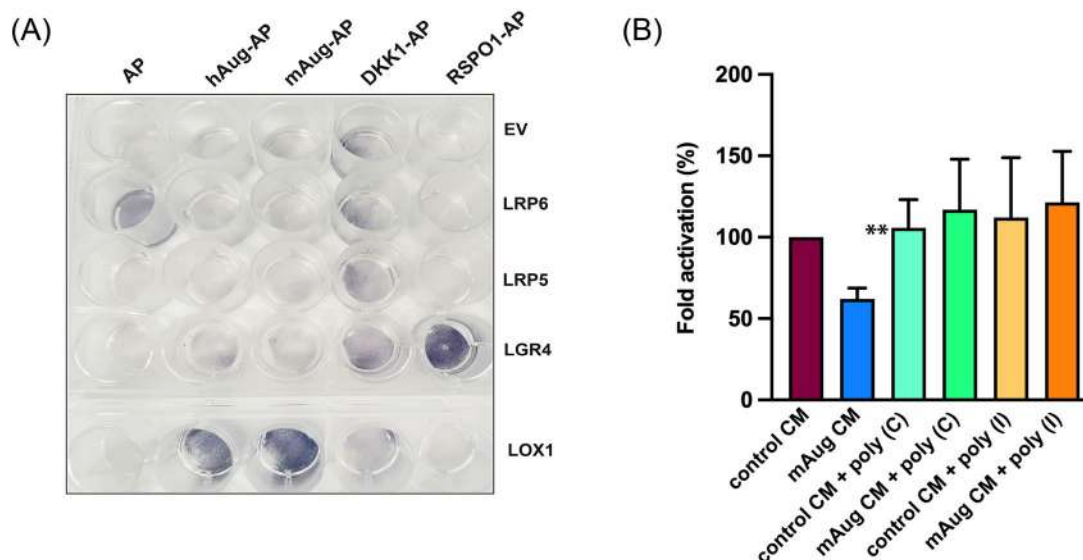 (A)
AP
hAug-AP
mAug-AP
DKK1-AP
RSPO1-AP
EV
LRP6
LRP5
LGR4
LOX1
(B)
Fold activation (%)
200
150
100
50
0
**
control CM
mAug CM
control CM + poly (C)
mAug CM + poly (C)
control CM + poly (I)
mAug CM + poly (I)